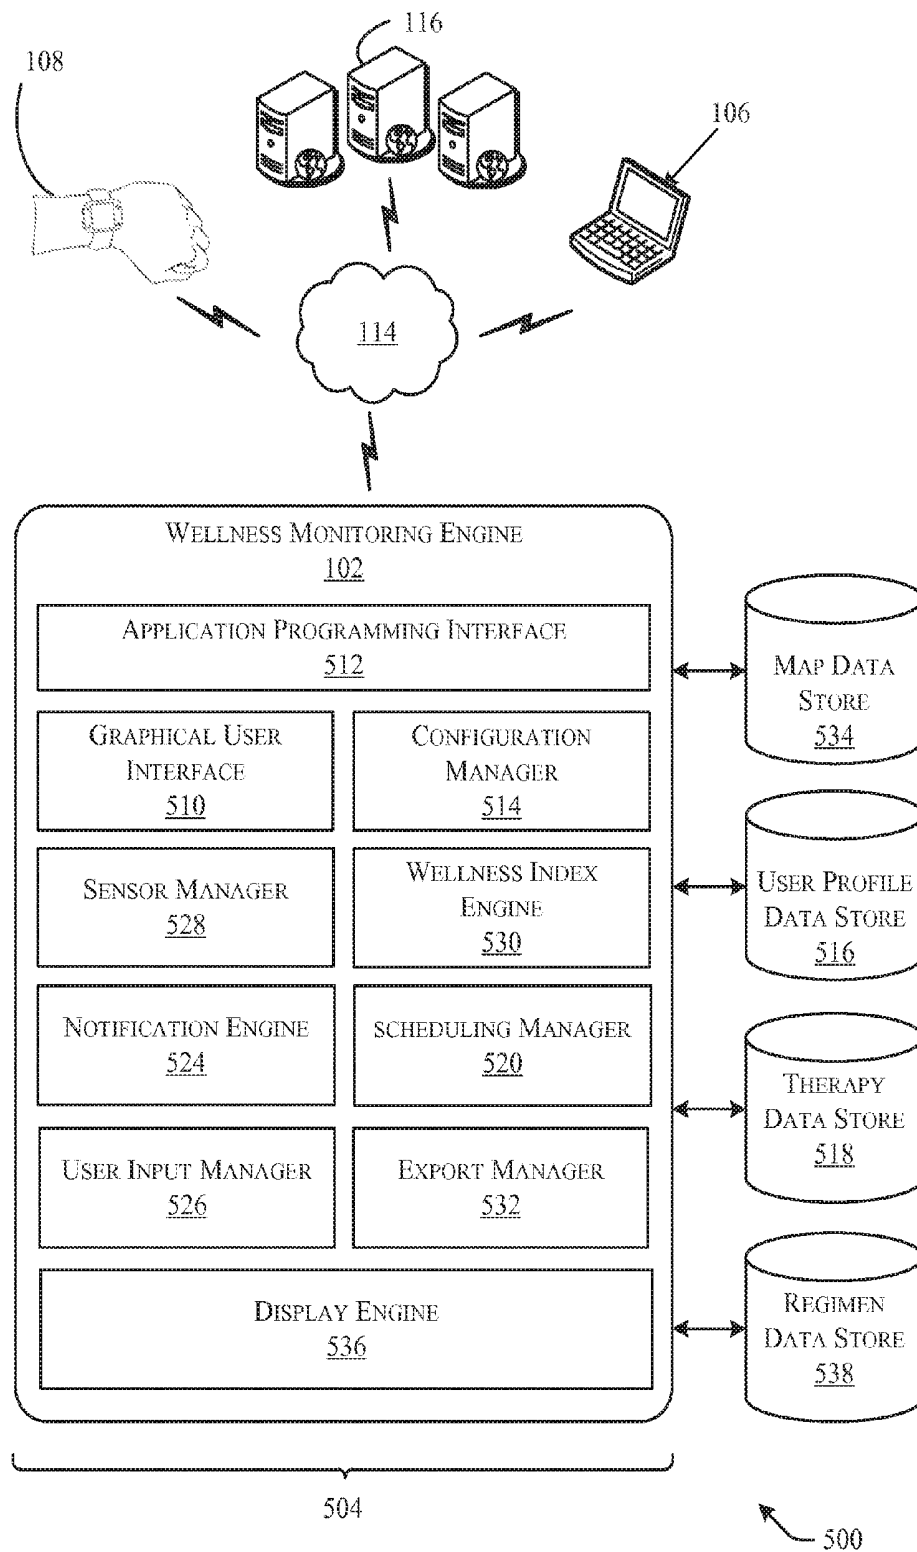 116
108
106
114
WELLNESS MONITORING ENGINE
102
APPLICATION PROGRAMMING INTERFACE
512
GRAPHICAL USER
INTERFACE
510
CONFIGURATION
MANAGER
514
SENSOR MANAGER
528
WELLNESS INDEX
ENGINE
530
NOTIFICATION ENGINE
524
SCHEDULING MANAGER
520
USER INPUT MANAGER
526
EXPORT MANAGER
532
DISPLAY ENGINE
536
MAP DATA
STORE
534
USER PROFILE
DATA STORE
516
THERAPY
DATA STORE
518
REGIMEN
DATA STORE
538
504
500